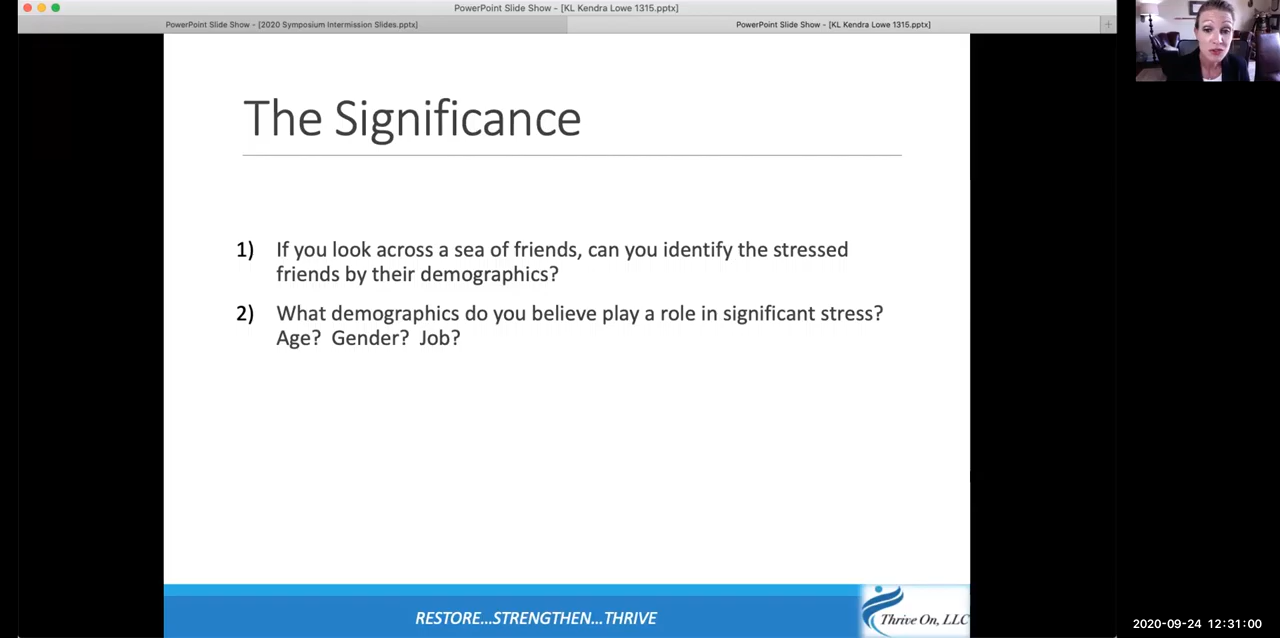 PowerPoint Slide Show - [KL Kendra Lowe 1315.pptx]
PowerPoint Slide Show - [2020 Symposium Intermission Slides.pptx]
PowerPoint Slide Show - [KL Kendra Lowe 1315.pptx]
The Significance
1) If you look across a sea of friends, can you identify the stressed
friends by their demographics?
2) What demographics do you believe play a role in significant stress?
Age? Gender? Job?
RESTORE...STRENGTHEN...THRIVE
Thrive On, LLC
2020-09-24 12:31:00